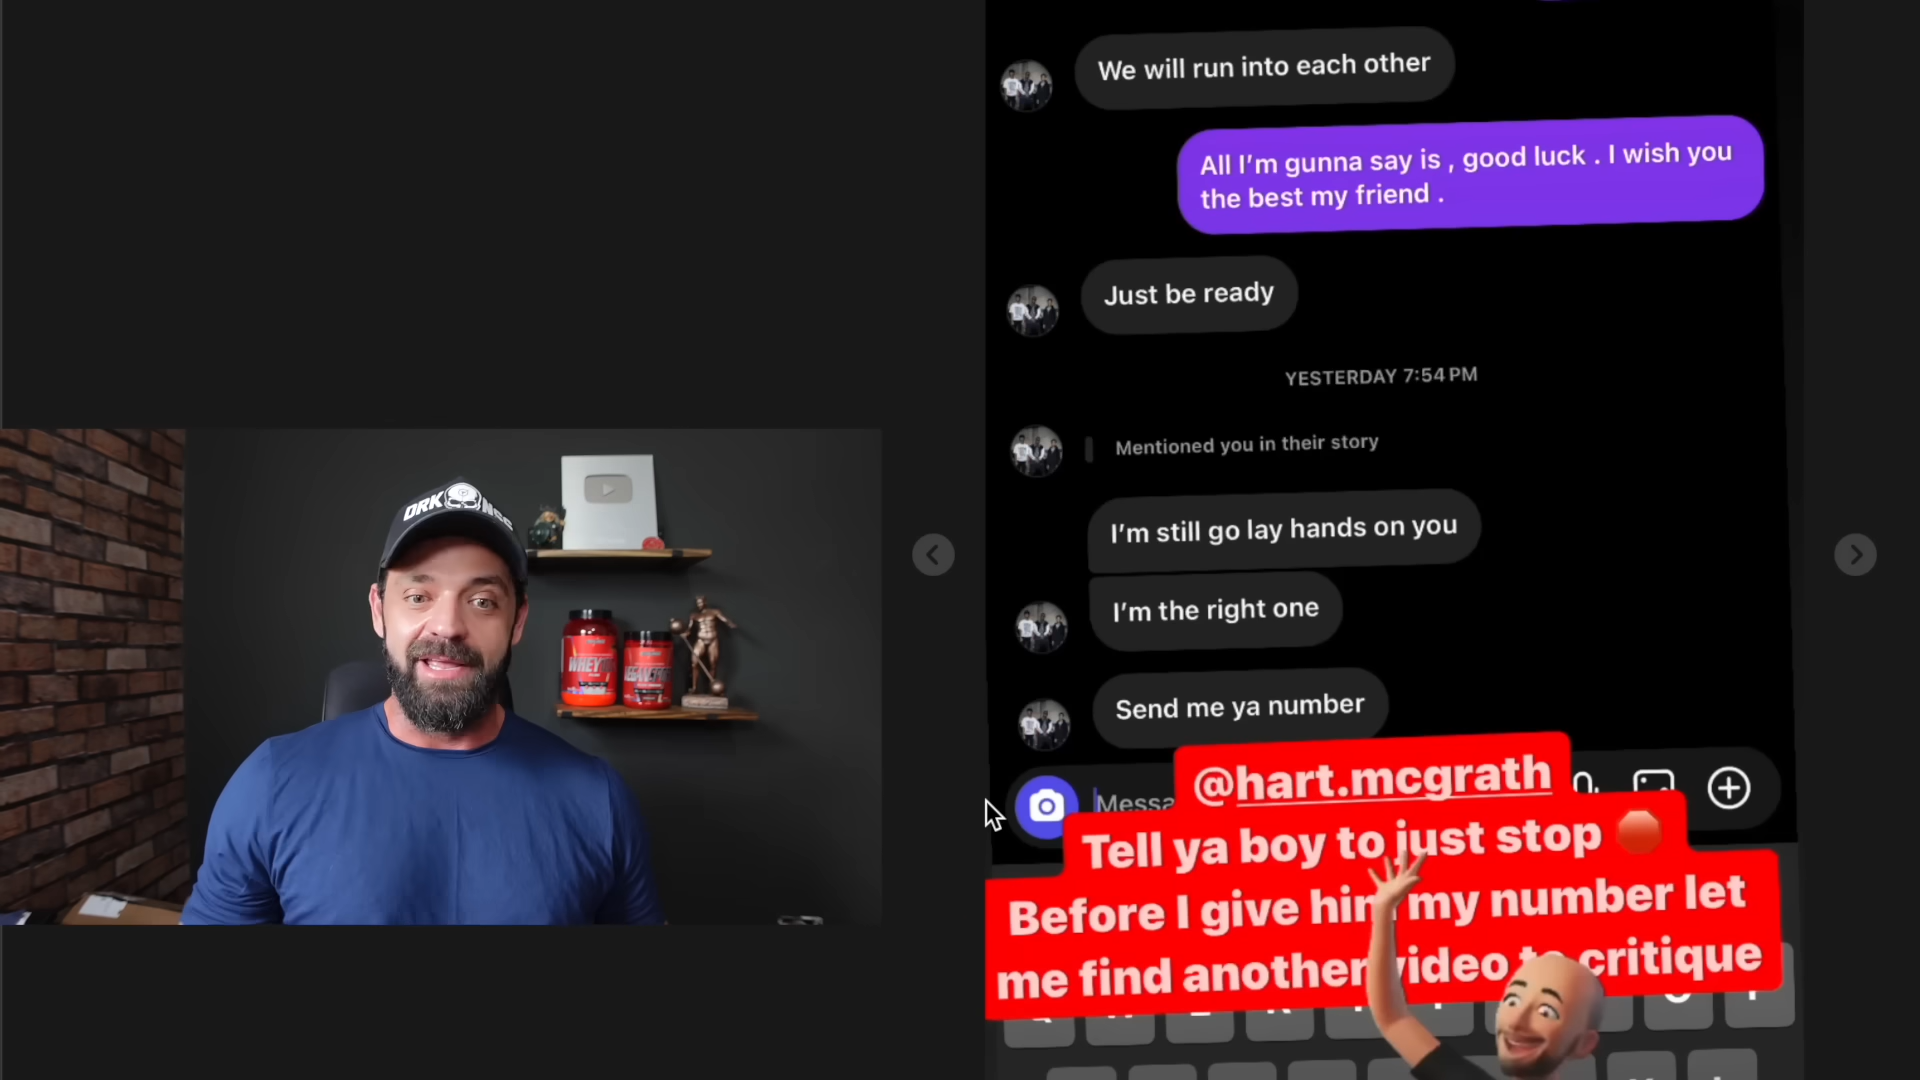 We will run into each other
All I'm gunna say is , good luck . I wish you
the best my friend .
Just be ready
YESTERDAY 7:54 PM
Mentioned you in their story
I'm still go lay hands on you
I'm the right one
Send me ya number
@hart.mcgrath
Tell ya boy to just stop 🛑
Before I give him my number let
me find another video to critique
WHEY